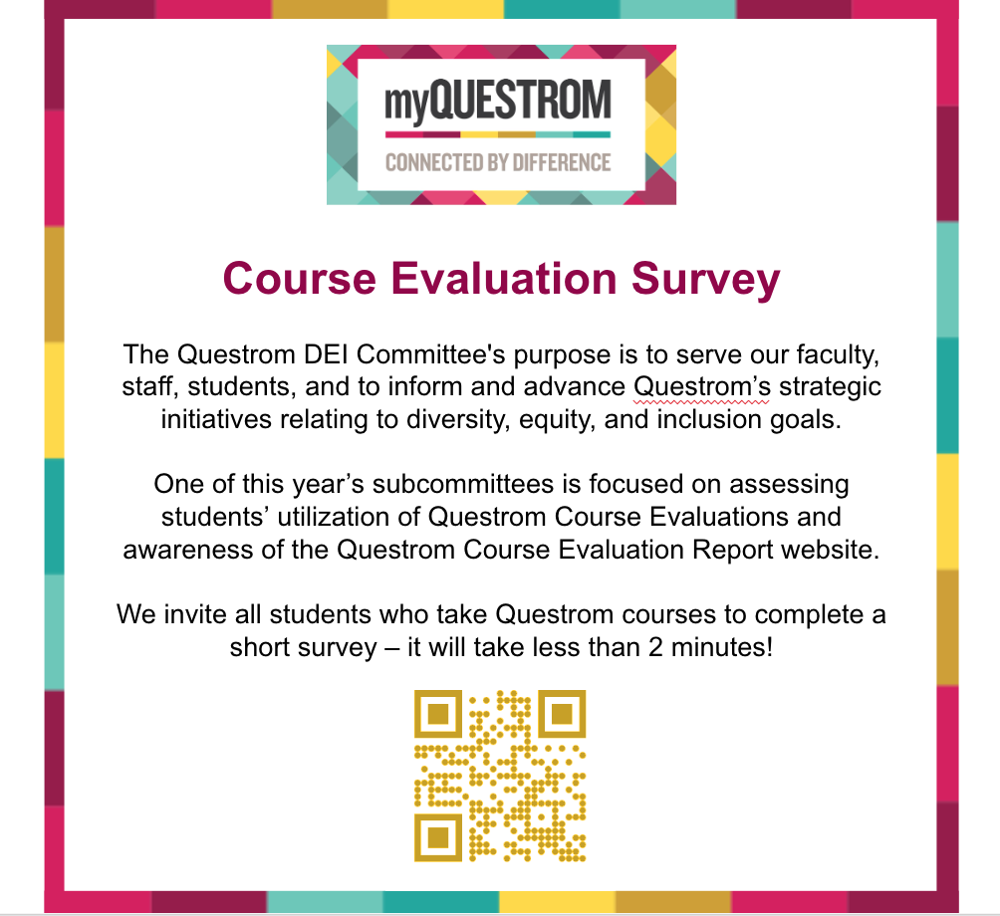 myQUESTROM
CONNECTED BY DIFFERENCE
Course Evaluation Survey
The Questrom DEI Committee's purpose is to serve our faculty,
staff, students, and to inform and advance Questrom’s strategic
initiatives relating to diversity, equity, and inclusion goals.
One of this year’s subcommittees is focused on assessing
students’ utilization of Questrom Course Evaluations and
awareness of the Questrom Course Evaluation Report website.
We invite all students who take Questrom courses to complete a
short survey – it will take less than 2 minutes!